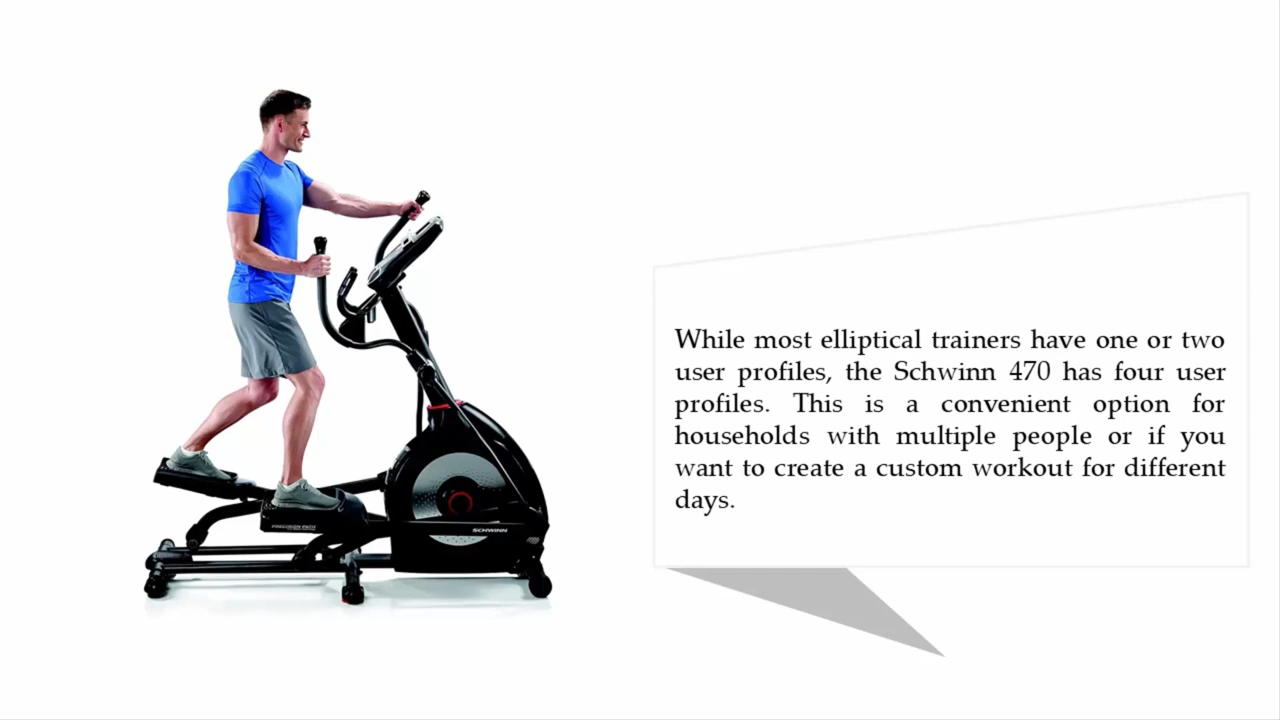 While most elliptical trainers have one or two
user profiles, the Schwinn 470 has four user
profiles. This is a convenient option for
households with multiple people or if you
want to create a custom workout for different
days.
PRECISION PATH
SCHWINN